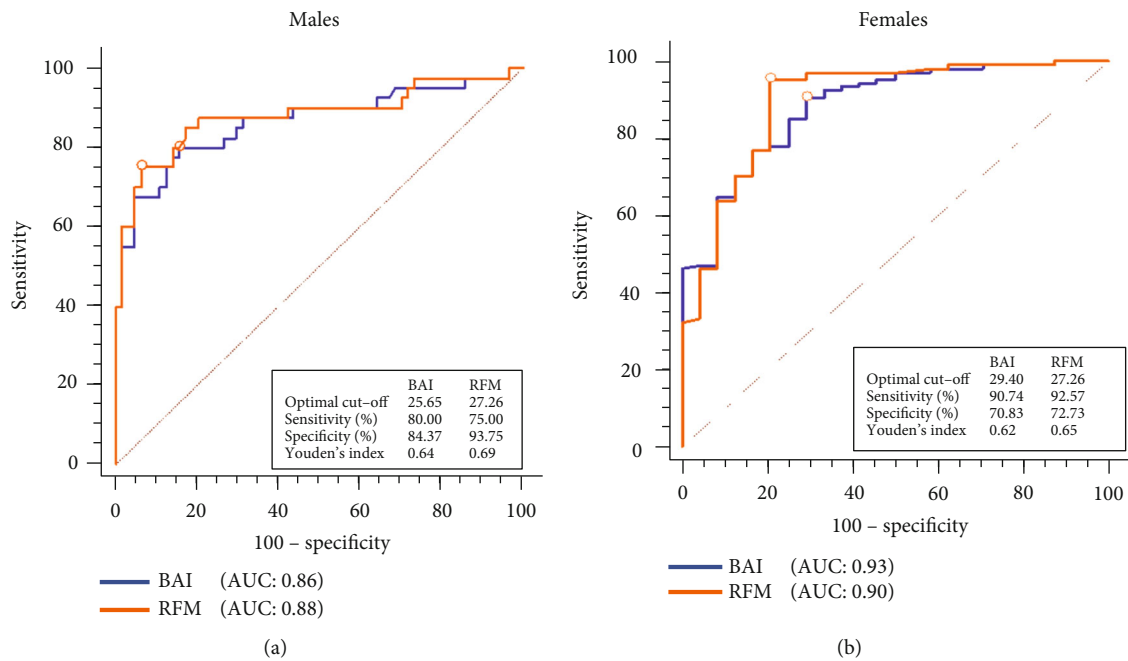 Males
Sensitivity
100
80
60
40
20
0
0 20 40 60 80 100
100 – specificity
BAI RFM
Optimal cut–off 25.65 27.26
Sensitivity (%) 80.00 75.00
Specificity (%) 84.37 93.75
Youden's index 0.64 0.69
BAI (AUC: 0.86)
RFM (AUC: 0.88)
(a)
Females
Sensitivity
100
80
60
40
20
0
0 20 40 60 80 100
100 – specificity
BAI RFM
Optimal cut–off 29.40 27.26
Sensitivity (%) 90.74 92.57
Specificity (%) 70.83 72.73
Youden's index 0.62 0.65
BAI (AUC: 0.93)
RFM (AUC: 0.90)
(b)